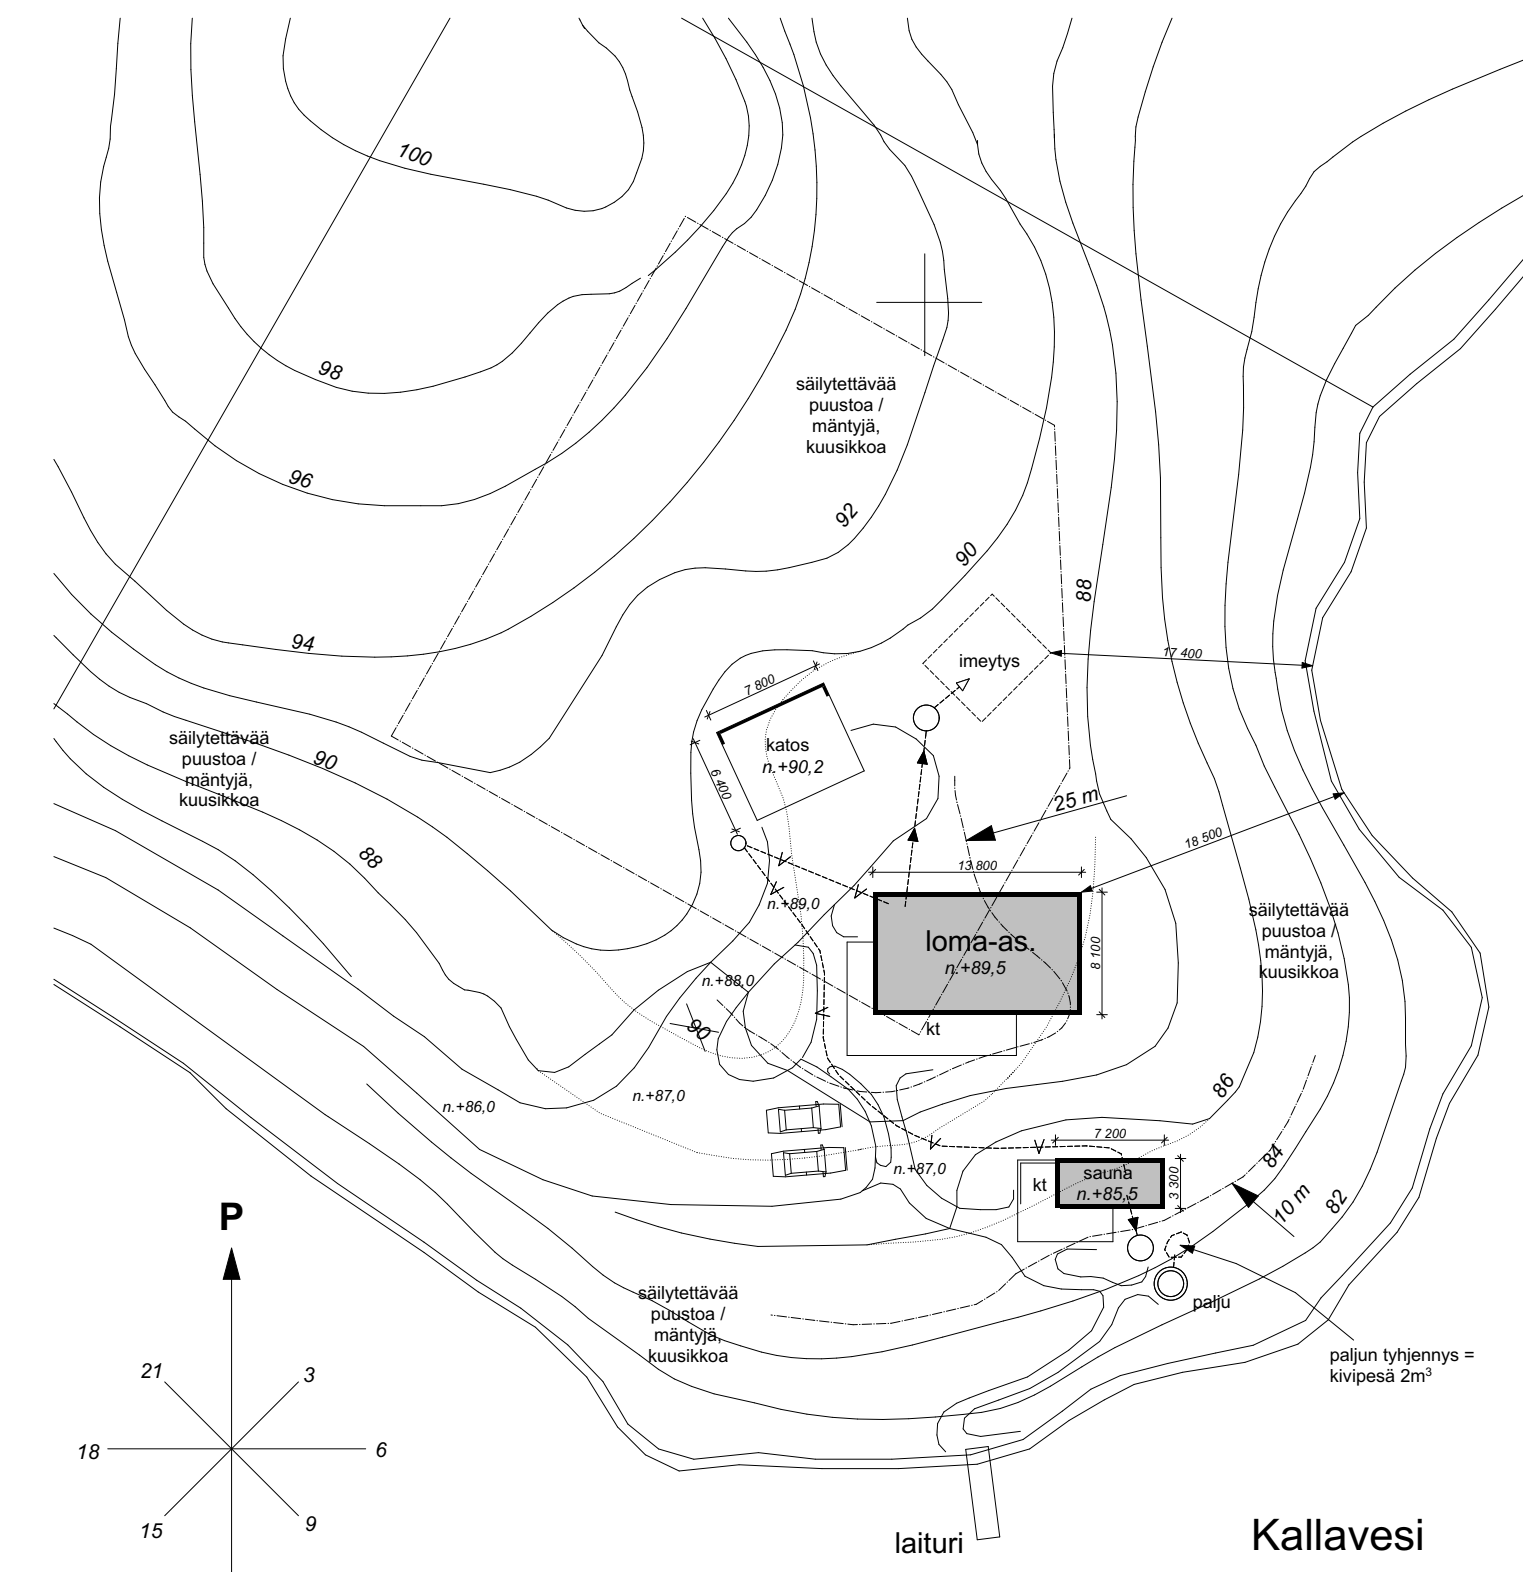 100
98
säilytettävää
puustoa /
mäntyjä,
kuusikkoa
96
92
90
88
94
imeytys
17 400
7 800
säilytettävää
puustoa /
mäntyjä,
kuusikkoa
90
katos
n.+90,2
6 400
25 m
88
18 500
13 800
n.+89,0
säilytettävää
puustoa /
mäntyjä,
kuusikkoa
loma-as.
n.+89,5
8 100
n.+88,0
90
kt
86
n.+87,0
n.+86,0
7 200
84
n.+87,0
sauna
n.+85,5
kt
3 300
10 m
82
P
säilytettävää
puustoa /
mäntyjä,
kuusikkoa
palju
paljun tyhjennys =
kivipesä 2m³
21
3
18
6
15
9
laituri
Kallavesi